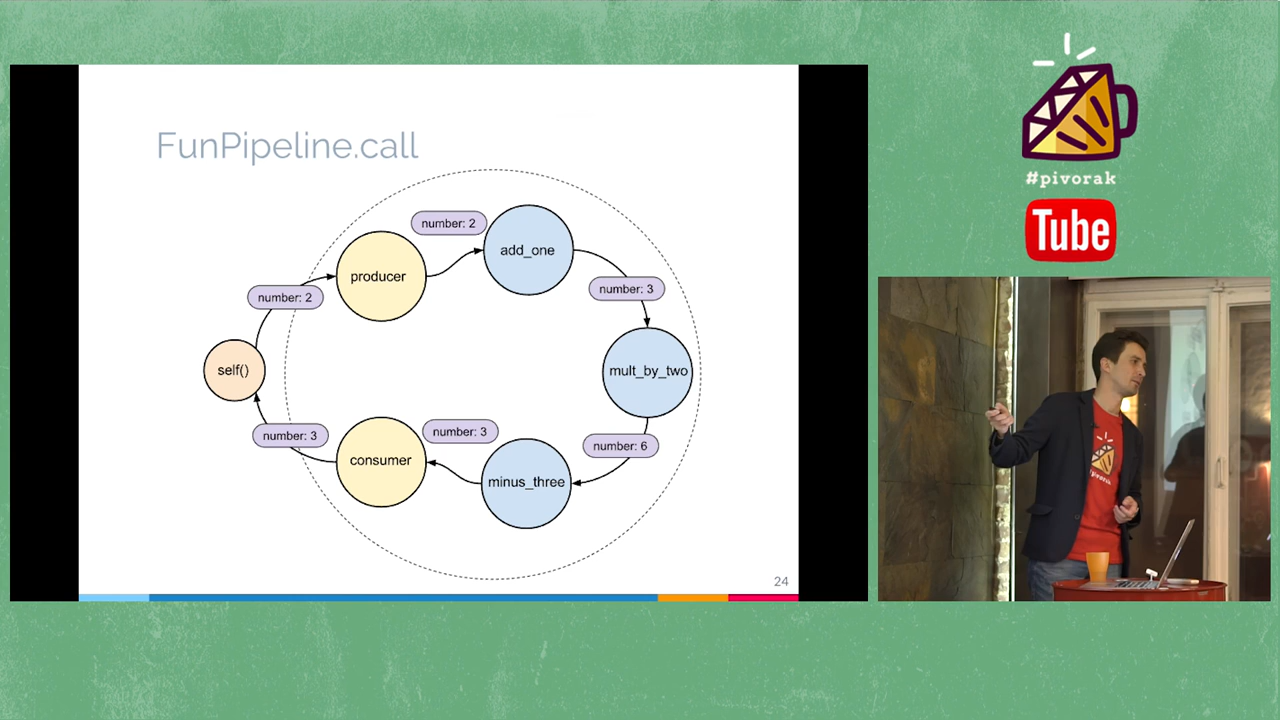 FunPipeline.call
number: 2
add_one
producer
number: 2
number: 3
self()
mult_by_two
number: 3
consumer
number: 3
number: 6
minus_three
24
#pivorak
Tube
pivorak